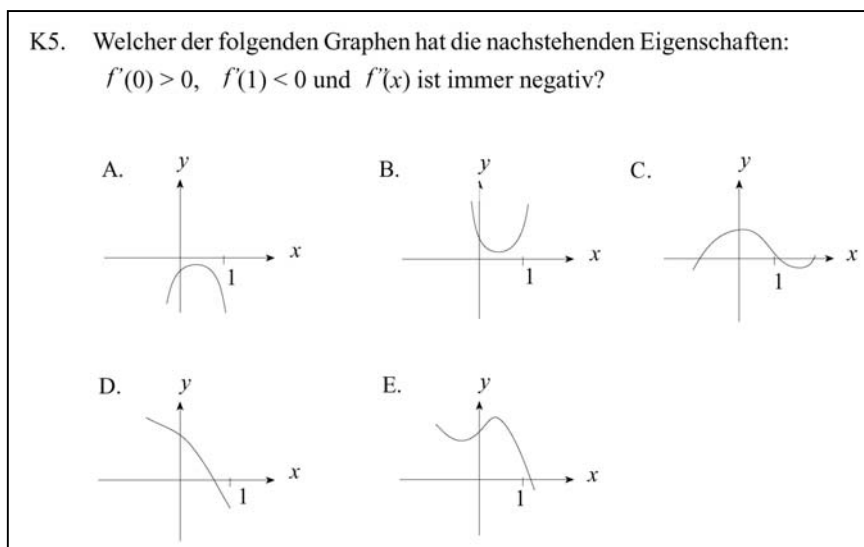 K5. Welcher der folgenden Graphen hat die nachstehenden Eigenschaften:
f'(0) > 0, f'(1) < 0 und f''(x) ist immer negativ?
A. y
x
1
B. y
x
1
C. y
x
1
D. y
x
1
E. y
x
1